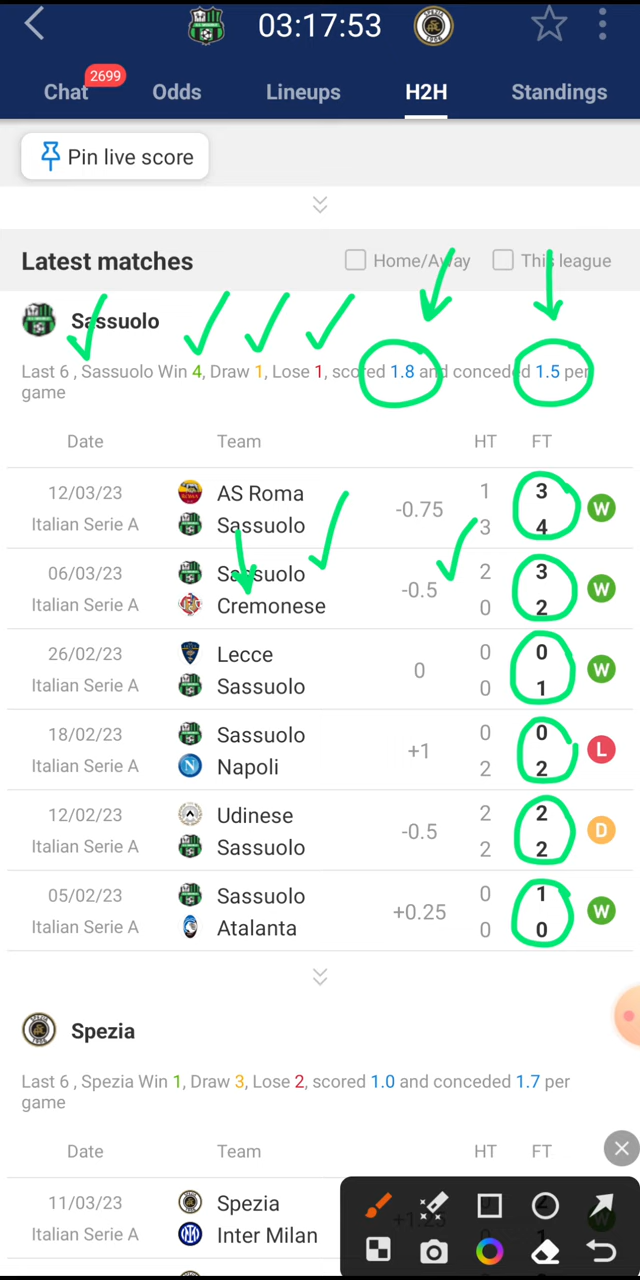 03:17:53
Chat 2699 Odds Lineups H2H Standings
Pin live score
Latest matches Home/Away This league
Sassuolo
Last 6 , Sassuolo Win 4, Draw 1, Lose 1, scored 1.8 and conceded 1.5 per
game
Date Team HT FT
12/03/23 AS Roma 1 3
Italian Serie A Sassuolo -0.75 3 4 W
06/03/23 Sassuolo 2 3
Italian Serie A Cremonese -0.5 0 2 W
26/02/23 Lecce 0 0
Italian Serie A Sassuolo 0 0 1 W
18/02/23 Sassuolo 0 0
Italian Serie A Napoli +1 2 2 L
12/02/23 Udinese 2 2
Italian Serie A Sassuolo -0.5 2 2 D
05/02/23 Sassuolo 0 1
Italian Serie A Atalanta +0.25 0 0 W
Spezia
Last 6 , Spezia Win 1, Draw 3, Lose 2, scored 1.0 and conceded 1.7 per
game
Date Team HT FT
11/03/23 Spezia
Italian Serie A Inter Milan